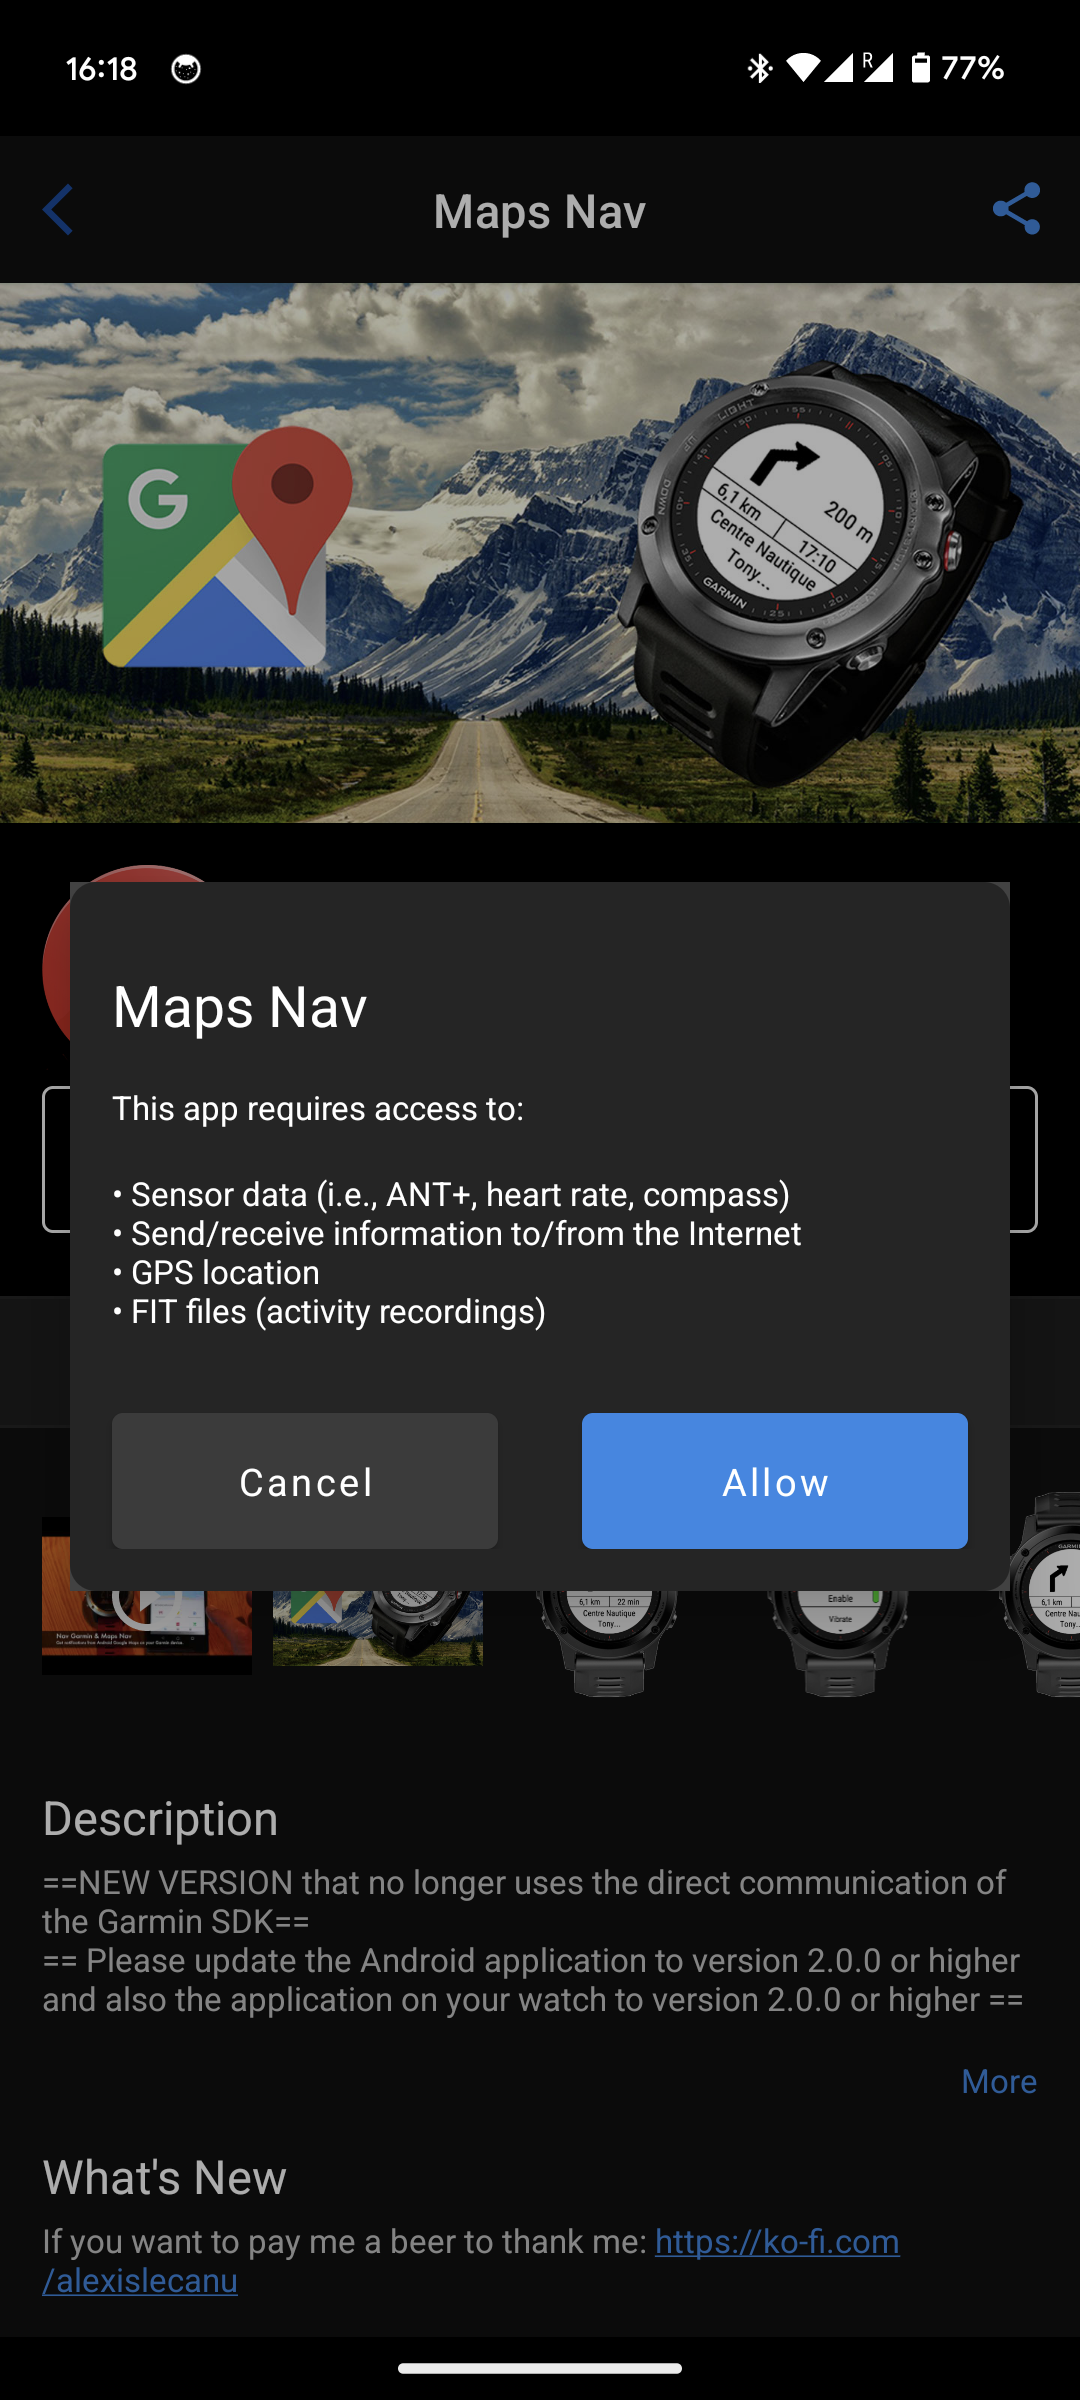 16:18
R
77%
Maps Nav
G
LIGHT
UP
DOWN
GARMIN
6,1 km
200 m
17:10
Centre Nautique
Tony...
Maps Nav
This app requires access to:
• Sensor data (i.e., ANT+, heart rate, compass)
• Send/receive information to/from the Internet
• GPS location
• FIT files (activity recordings)
Cancel
Allow
Nav Garmin & Maps Nav
6,1 km
22 min
Centre Nautique
Tony...
Enable
Vibrate
GARMIN
6,1 km
Centre Nau
Tony...
Description
==NEW VERSION that no longer uses the direct communication of
the Garmin SDK==
== Please update the Android application to version 2.0.0 or higher
and also the application on your watch to version 2.0.0 or higher ==
More
What's New
If you want to pay me a beer to thank me: https://ko-fi.com
/alexislecanu